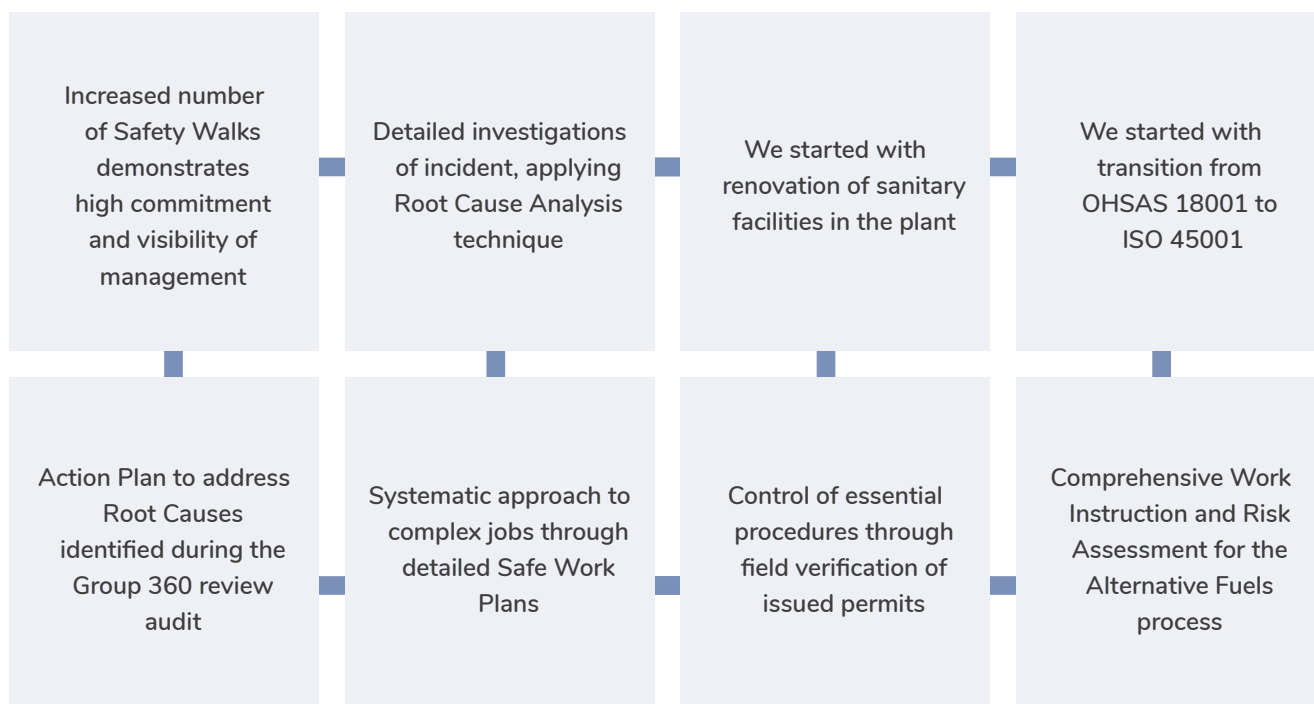 Increased number
of Safety Walks
demonstrates
high commitment
and visibility of
management
Detailed investigations
of incident, applying
Root Cause Analysis
technique
We started with
renovation of sanitary
facilities in the plant
We started with
transition from
OHSAS 18001 to
ISO 45001
Action Plan to address
Root Causes
identified during the
Group 360 review
audit
Systematic approach to
complex jobs through
detailed Safe Work
Plans
Control of essential
procedures through
field verification of
issued permits
Comprehensive Work
Instruction and Risk
Assessment for the
Alternative Fuels
process